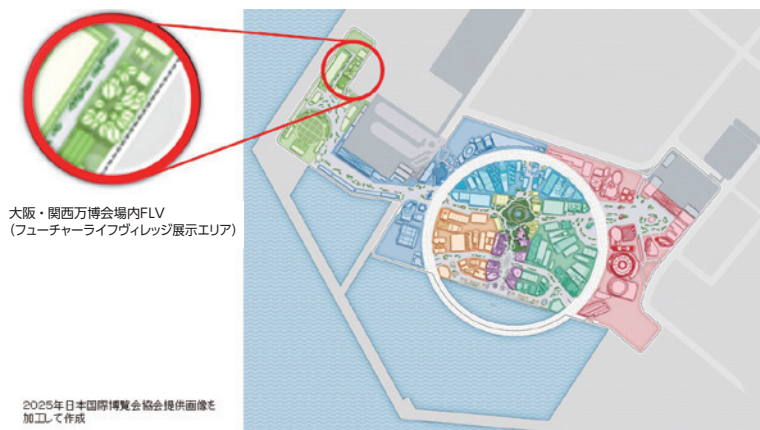 大阪・関西万博会場内FLV
(フューチャーライフヴィレッジ展示エリア)
2025年日本国際博覧会協会提供画像を
加工して作成